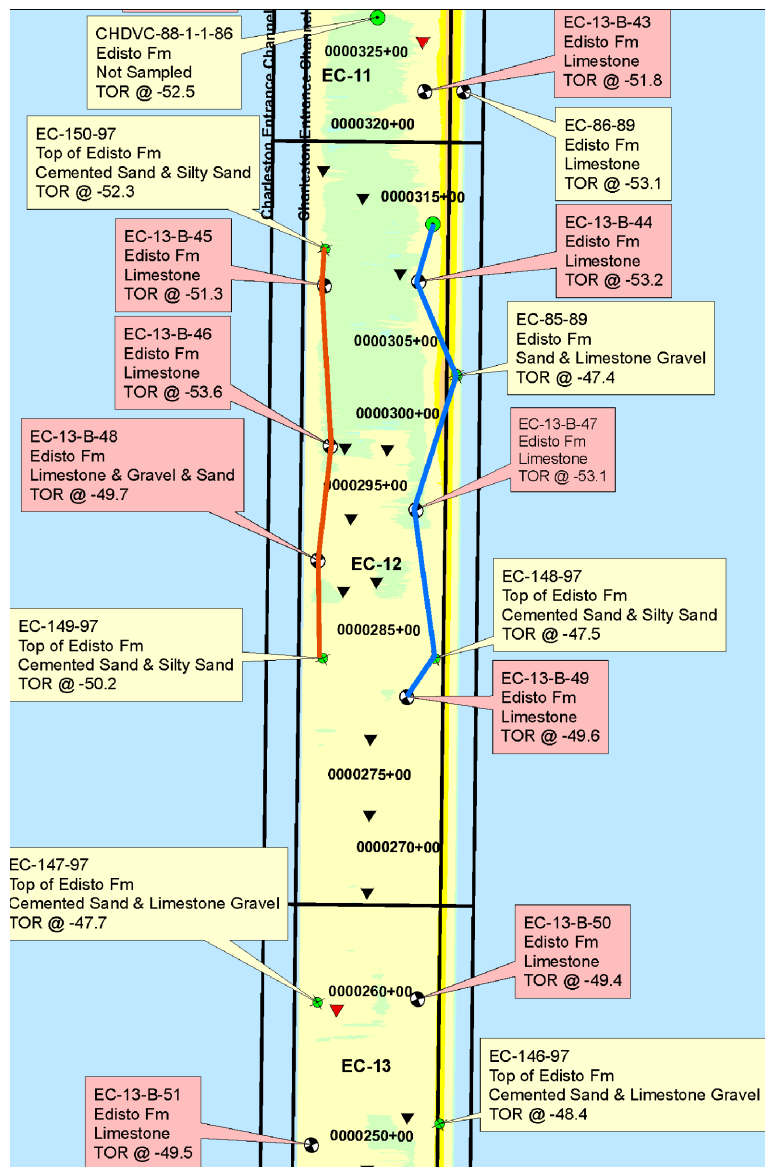 CHDVC-88-1-1-86
Edisto Fm
Not Sampled
TOR @ -52.5
Charleston Entrance Channel
Charleston Entrance Channel
0000325+00
EC-11
0000320+00
EC-13-B-43
Edisto Fm
Limestone
TOR @ -51.8
EC-86-89
Edisto Fm
Limestone
TOR @ -53.1
EC-150-97
Top of Edisto Fm
Cemented Sand & Silty Sand
TOR @ -52.3
0000315+00
EC-13-B-44
Edisto Fm
Limestone
TOR @ -53.2
EC-13-B-45
Edisto Fm
Limestone
TOR @ -51.3
EC-85-89
Edisto Fm
Sand & Limestone Gravel
TOR @ -47.4
EC-13-B-46
Edisto Fm
Limestone
TOR @ -53.6
0000305+00
0000300+00
EC-13-B-47
Edisto Fm
Limestone
TOR @ -53.1
EC-13-B-48
Edisto Fm
Limestone & Gravel & Sand
TOR @ -49.7
0000295+00
EC-12
EC-148-97
Top of Edisto Fm
Cemented Sand & Silty Sand
TOR @ -47.5
EC-149-97
Top of Edisto Fm
Cemented Sand & Silty Sand
TOR @ -50.2
0000285+00
EC-13-B-49
Edisto Fm
Limestone
TOR @ -49.6
0000275+00
0000270+00
EC-147-97
Top of Edisto Fm
Cemented Sand & Limestone Gravel
TOR @ -47.7
EC-13-B-50
Edisto Fm
Limestone
TOR @ -49.4
0000260+00
EC-13
EC-146-97
Top of Edisto Fm
Cemented Sand & Limestone Gravel
TOR @ -48.4
EC-13-B-51
Edisto Fm
Limestone
TOR @ -49.5
0000250+00